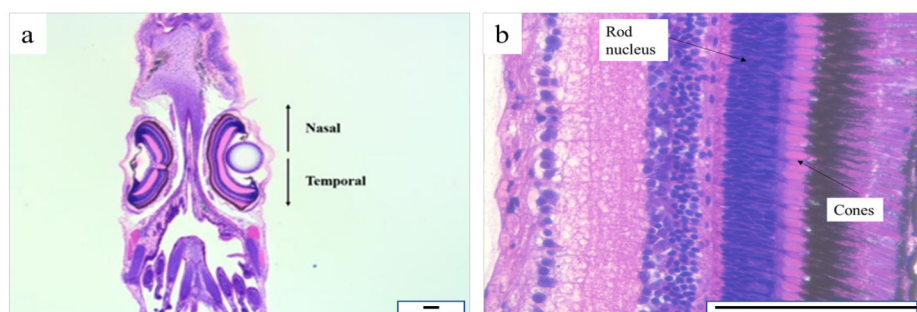 a
Nasal
Temporal
b
Rod
nucleus
Cones